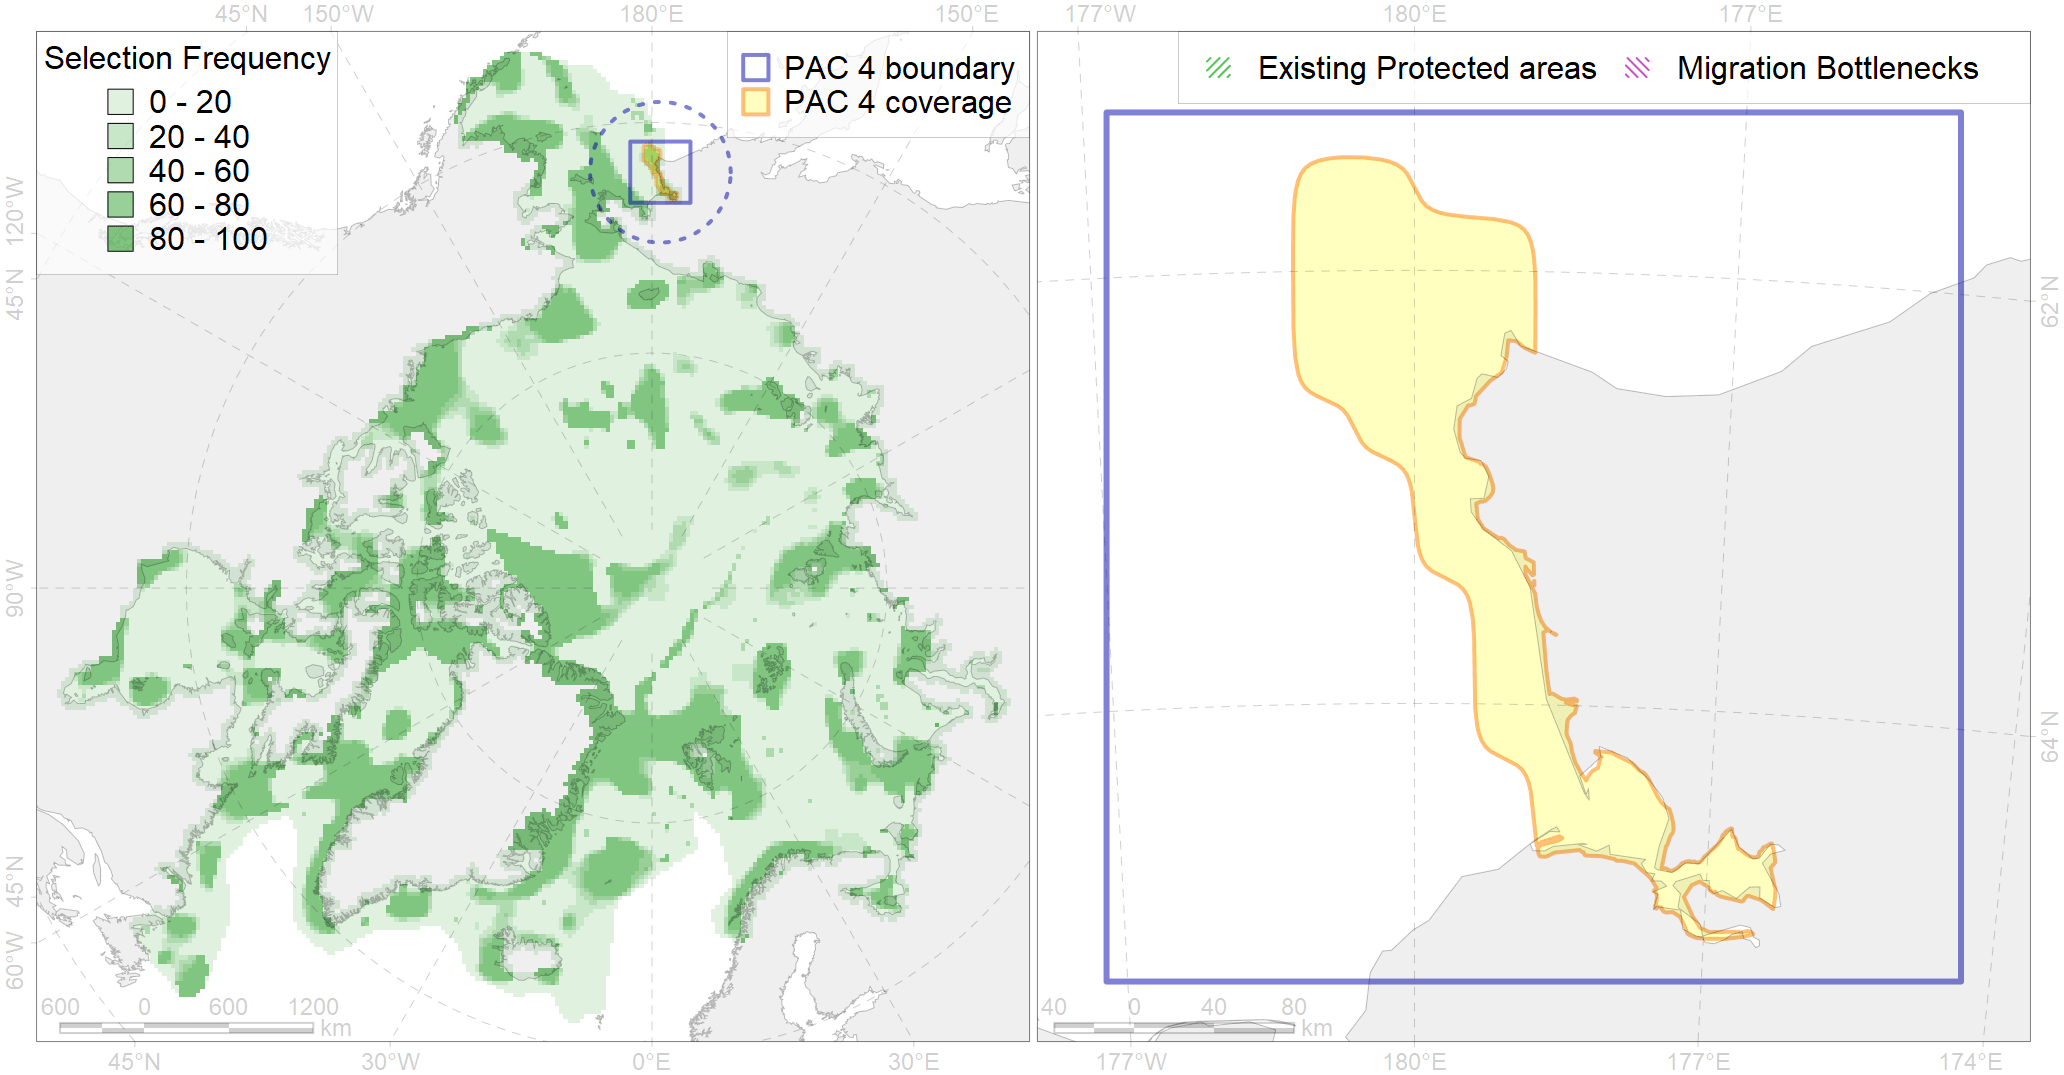 45°N 150°W 180°E 150°E 177°W 180°E 177°E
Selection Frequency
0 - 20
20 - 40
40 - 60
60 - 80
80 - 100
PAC 4 boundary
PAC 4 coverage
Existing Protected areas
Migration Bottlenecks
120°W
45°N
90°W
45°N
60°W
62°N
64°N
600 0 600 1200
km
40 0 40 80
km
45°N 30°W 0°E 30°E 177°W 180°E 177°E 174°E